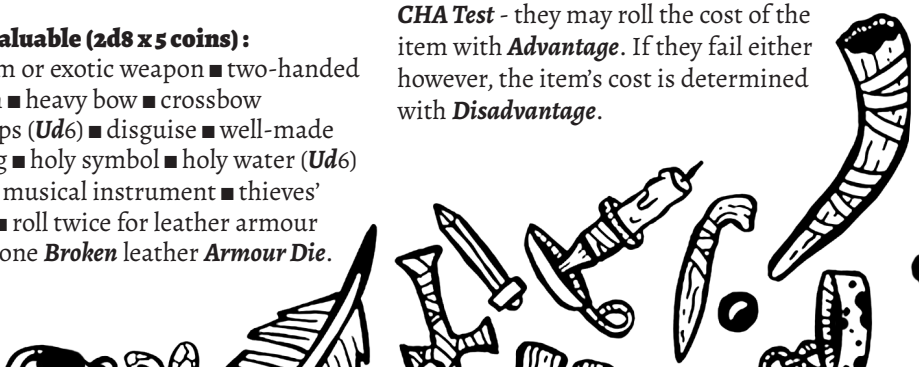 aluable (2d8 x 5 coins) :
m or exotic weapon ■ two-handed
■ heavy bow ■ crossbow
ps (Ud6) ■ disguise ■ well-made
g ■ holy symbol ■ holy water (Ud6)
musical instrument ■ thieves’
■ roll twice for leather armour
one Broken leather Armour Die.
CHA Test - they may roll the cost of the
item with Advantage. If they fail either
however, the item’s cost is determined
with Disadvantage.